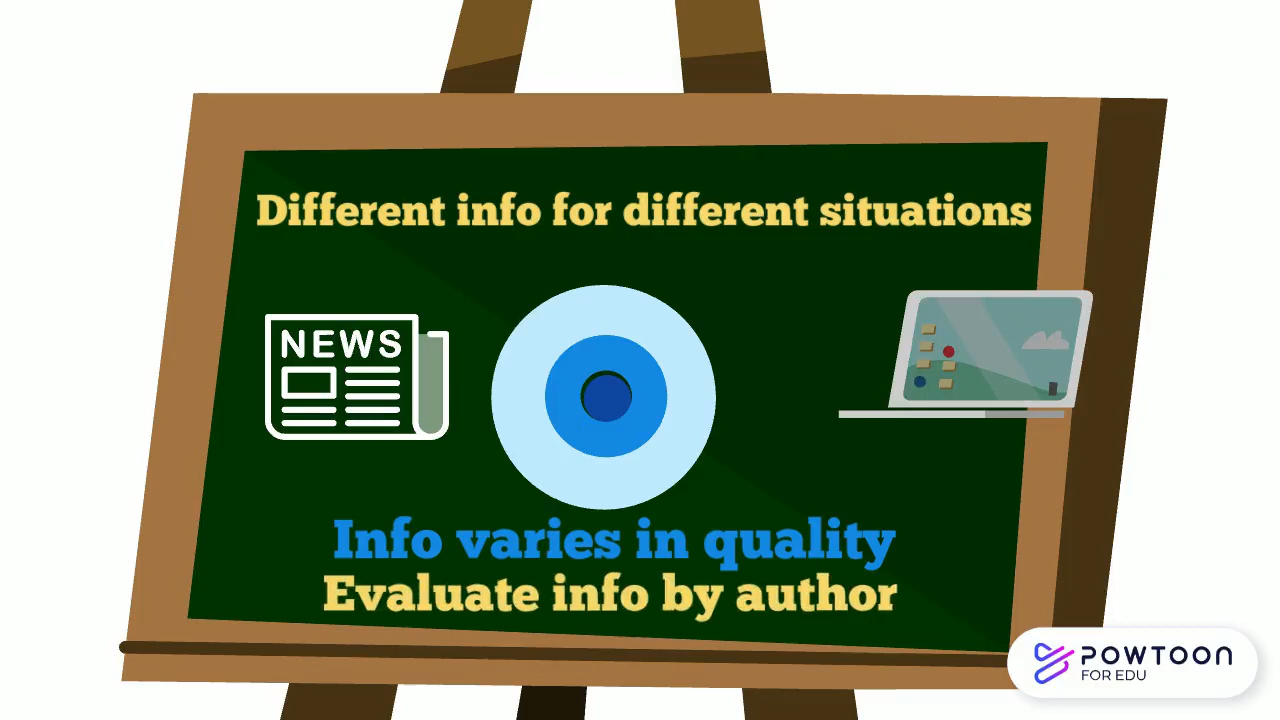 Different info for different situations
NEWS
Info varies in quality
Evaluate info by author
POWTOON
FOR EDU